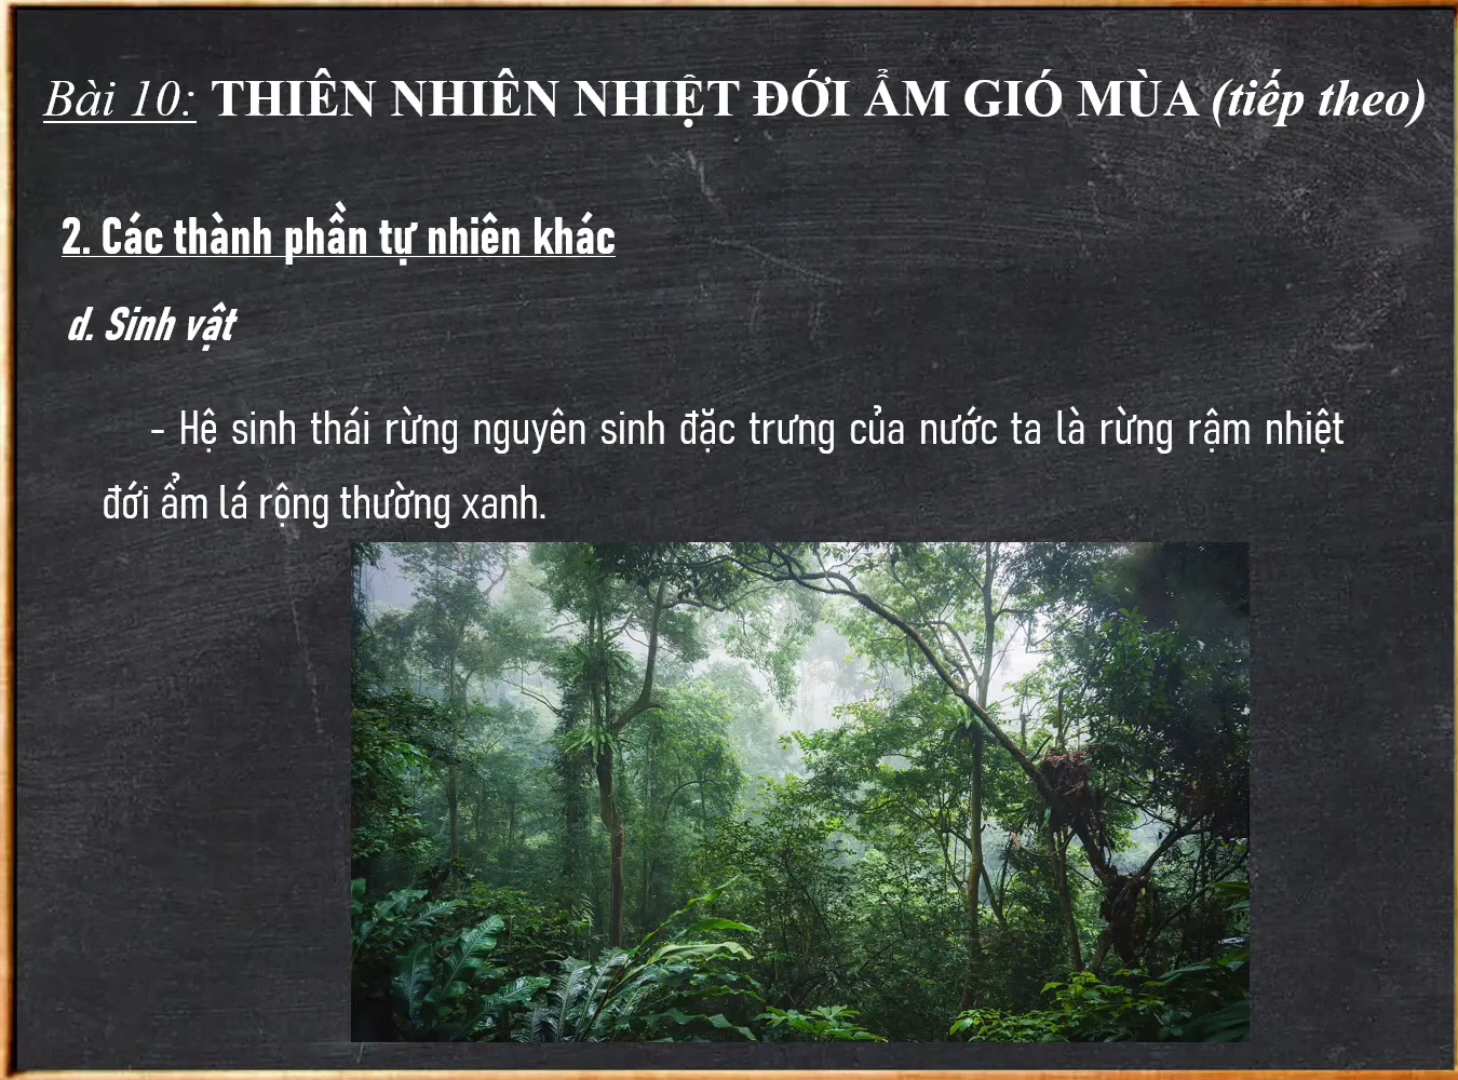 Bài 10: THIÊN NHIÊN NHIỆT ĐỚI ẨM GIÓ MÙA (tiếp theo)
2. Các thành phần tự nhiên khác
d. Sinh vật
- Hệ sinh thái rừng nguyên sinh đặc trưng của nước ta là rừng rậm nhiệt
đới ẩm lá rộng thường xanh.